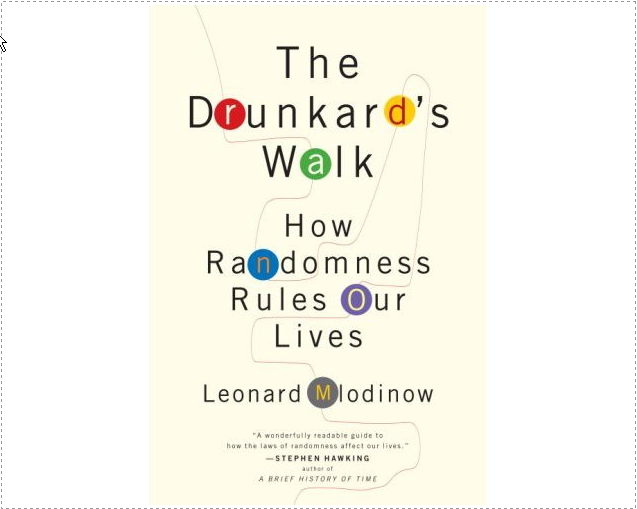 The
Drunkard's
Walk
How
Randomness
Rules Our
Lives
Leonard Mlodinow
"A wonderfully readable guide to
how the laws of randomness affect our lives."
—STEPHEN HAWKING
author of
A BRIEF HISTORY OF TIME